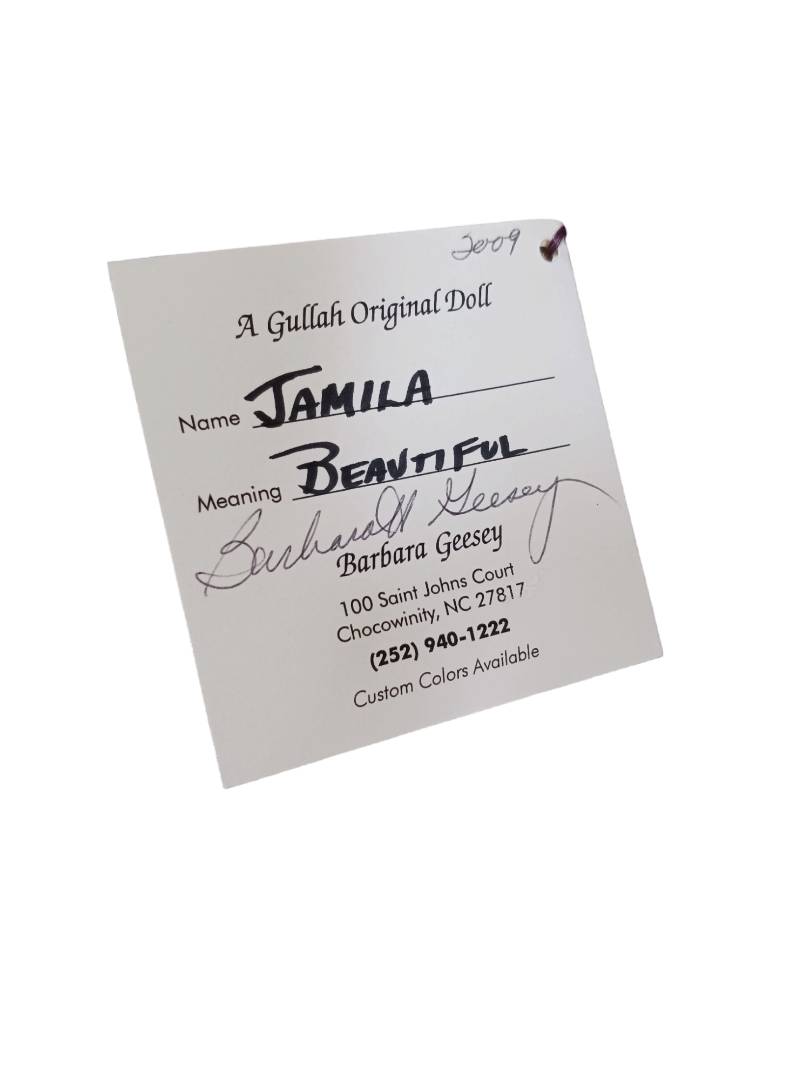 2009
A Gullah Original Doll
Name JAMILA
Meaning BEAUTIFUL
Barbara W Geesey
Barbara Geesey
100 Saint Johns Court
Chocowinity, NC 27817
(252) 940-1222
Custom Colors Available